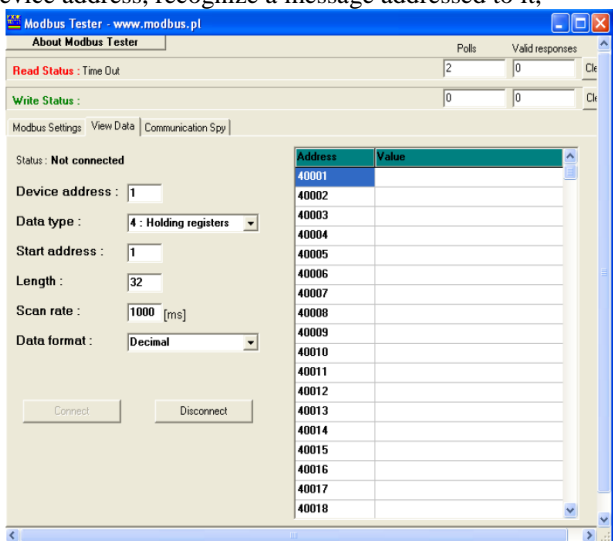 evice address, recognize a message addressed to it,
Modbus Tester - www.modbus.pl
About Modbus Tester
Polls Valid responses
Read Status : Time Out 2 0 Cle
Write Status : 0 0 Cle
Modbus Settings View Data Communication Spy
Status : Not connected
Address Value
40001
Device address : 1
40002
Data type : 4 : Holding registers
40003
40004
Start address : 1
40005
40006
Length : 32
40007
Scan rate : 1000 [ms]
40008
40009
Data format : Decimal
40010
40011
40012
Connect Disconnect
40013
40014
40015
40016
40017
40018